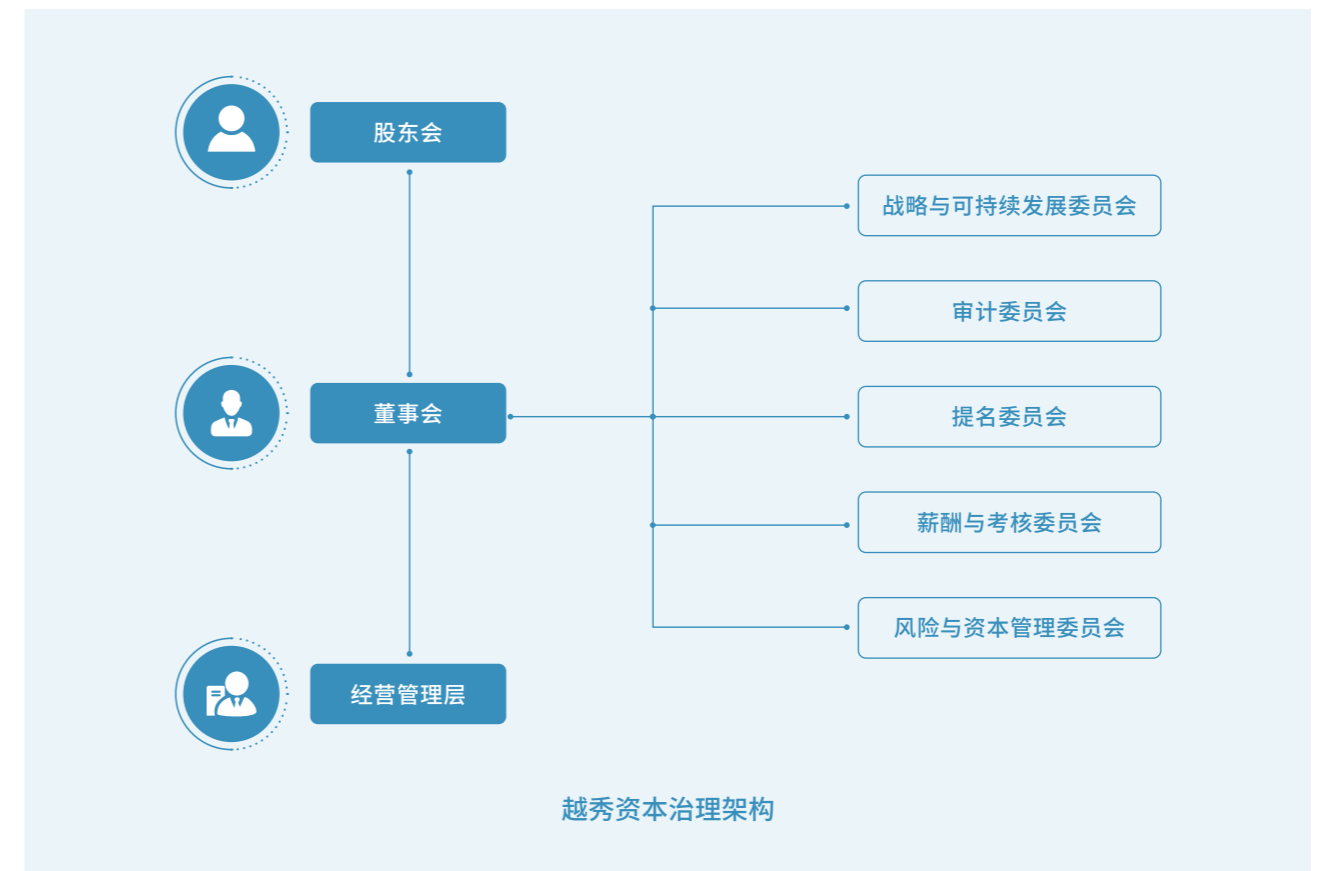 股东会
董事会
经营管理层
战略与可持续发展委员会
审计委员会
提名委员会
薪酬与考核委员会
风险与资本管理委员会
越秀资本治理架构